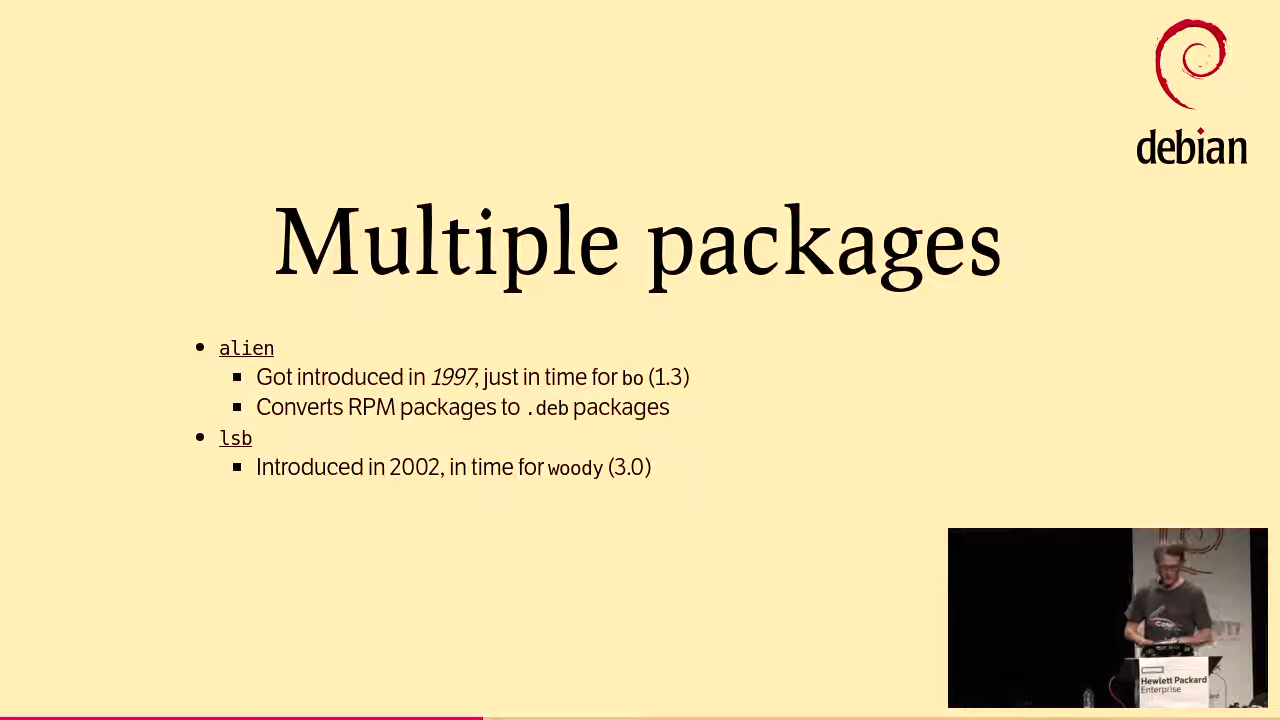 debian
Multiple packages
alien
Got introduced in 1997, just in time for bo (1.3)
Converts RPM packages to .deb packages
lsb
Introduced in 2002, in time for woody (3.0)
Hewlett Packard
Enterprise